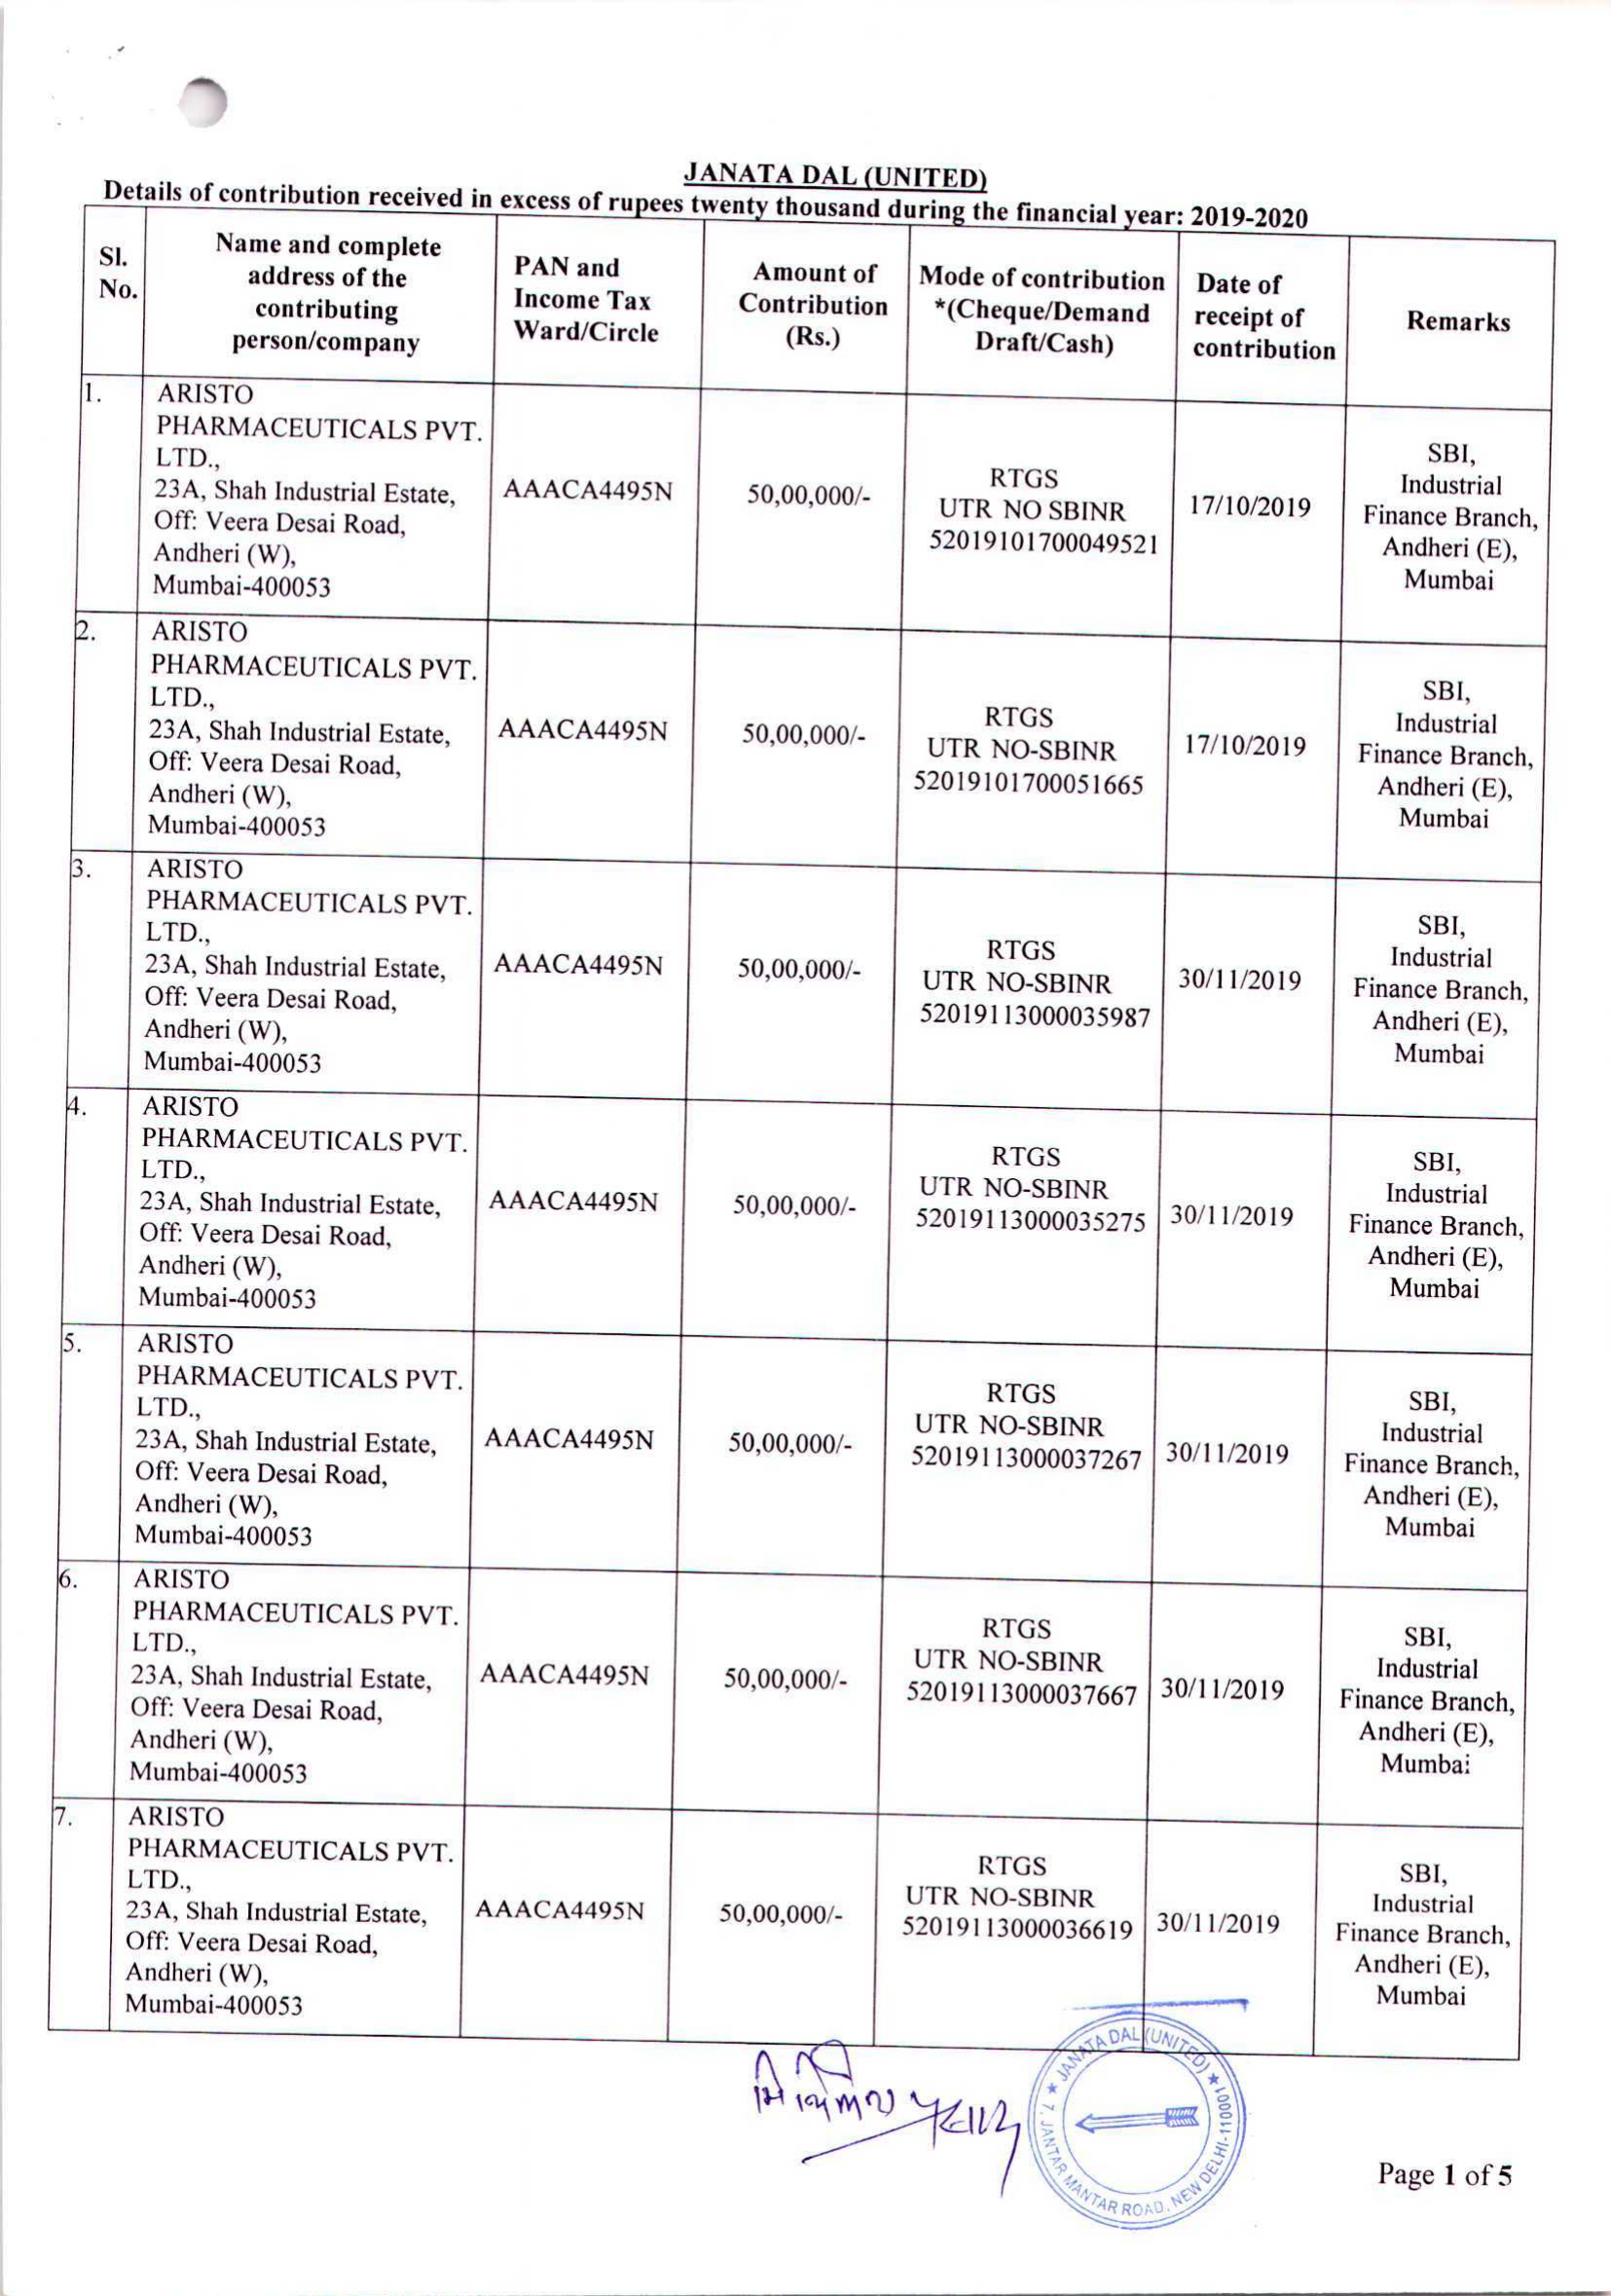 JANATA DAL (UNITED)
Details of contribution received in excess of rupees twenty thousand during the financial year: 2019-2020
Sl.
No.
Name and complete
address of the
contributing
person/company
PAN and
Income Tax
Ward/Circle
Amount of
Contribution
(Rs.)
Mode of contribution
*(Cheque/Demand
Draft/Cash)
Date of
receipt of
contribution
Remarks
1.
ARISTO
PHARMACEUTICALS PVT.
LTD.,
23A, Shah Industrial Estate,
Off: Veera Desai Road,
Andheri (W),
Mumbai-400053
AAACA4495N
50,00,000/-
RTGS
UTR NO SBINR
52019101700049521
17/10/2019
SBI,
Industrial
Finance Branch,
Andheri (E),
Mumbai
2.
ARISTO
PHARMACEUTICALS PVT.
LTD.,
23A, Shah Industrial Estate,
Off: Veera Desai Road,
Andheri (W),
Mumbai-400053
AAACA4495N
50,00,000/-
RTGS
UTR NO-SBINR
52019101700051665
17/10/2019
SBI,
Industrial
Finance Branch,
Andheri (E),
Mumbai
3.
ARISTO
PHARMACEUTICALS PVT.
LTD.,
23A, Shah Industrial Estate,
Off: Veera Desai Road,
Andheri (W),
Mumbai-400053
AAACA4495N
50,00,000/-
RTGS
UTR NO-SBINR
52019113000035987
30/11/2019
SBI,
Industrial
Finance Branch,
Andheri (E),
Mumbai
4.
ARISTO
PHARMACEUTICALS PVT.
LTD.,
23A, Shah Industrial Estate,
Off: Veera Desai Road,
Andheri (W),
Mumbai-400053
AAACA4495N
50,00,000/-
RTGS
UTR NO-SBINR
52019113000035275
30/11/2019
SBI,
Industrial
Finance Branch,
Andheri (E),
Mumbai
5.
ARISTO
PHARMACEUTICALS PVT.
LTD.,
23A, Shah Industrial Estate,
Off: Veera Desai Road,
Andheri (W),
Mumbai-400053
AAACA4495N
50,00,000/-
RTGS
UTR NO-SBINR
52019113000037267
30/11/2019
SBI,
Industrial
Finance Branch,
Andheri (E),
Mumbai
6.
ARISTO
PHARMACEUTICALS PVT.
LTD.,
23A, Shah Industrial Estate,
Off: Veera Desai Road,
Andheri (W),
Mumbai-400053
AAACA4495N
50,00,000/-
RTGS
UTR NO-SBINR
52019113000037667
30/11/2019
SBI,
Industrial
Finance Branch,
Andheri (E),
Mumbai
7.
ARISTO
PHARMACEUTICALS PVT.
LTD.,
23A, Shah Industrial Estate,
Off: Veera Desai Road,
Andheri (W),
Mumbai-400053
AAACA4495N
50,00,000/-
RTGS
UTR NO-SBINR
52019113000036619
30/11/2019
SBI,
Industrial
Finance Branch,
Andheri (E),
Mumbai
★ JANATA DAL (UNITED) ★
7, JANTAR MANTAR ROAD, NEW DELHI-110001
Page 1 of 5